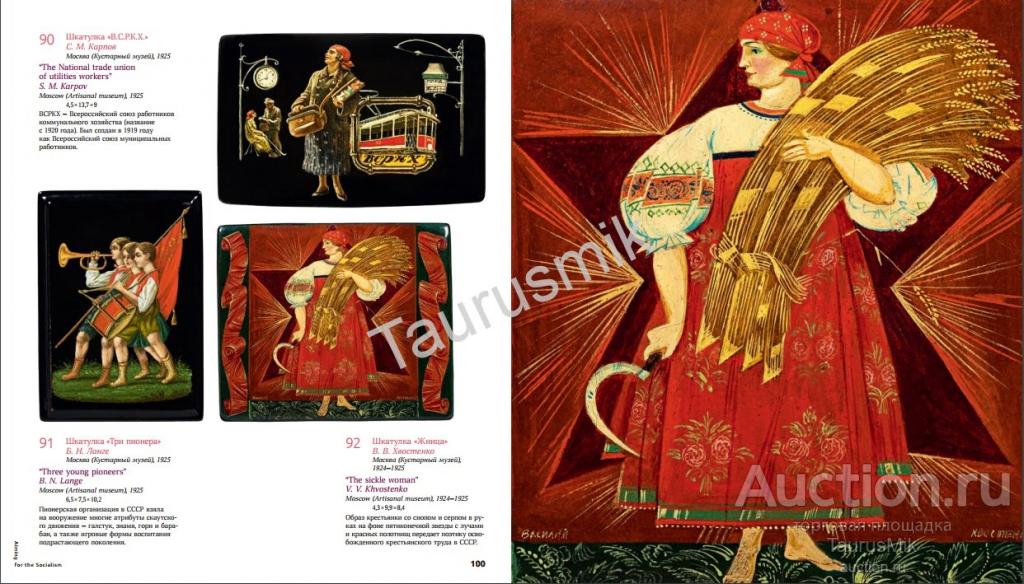 90
Шкатулка «В.С.Р.К.Х.»
С. М. Карпов
Москва (Кустарный музей), 1925
"The National trade union
of utilities workers"
S. M. Karpov
Moscow (Artisanal museum), 1925
4,5×13,7×9
ВСРКХ — Всероссийский союз работников
коммунального хозяйства (название
с 1920 года). Был создан в 1919 году
как Всероссийский союз муниципальных
работников.
ВСРКХ
91
Шкатулка «Три пионера»
Б. Н. Ланге
Москва (Кустарный музей), 1925
"Three young pioneers"
B. N. Lange
Moscow (Artisanal museum), 1925
6,5×7,5×10,2
Пионерская организация в СССР взяла
на вооружение многие атрибуты скаутско-
го движения — галстук, знамя, горн и бара-
бан, а также игровые формы воспитания
подрастающего поколения.
92
Шкатулка «Жница»
В. В. Хвостенко
Москва (Кустарный музей),
1924—1925
"The sickle woman"
V. V. Khvostenko
Moscow (Artisanal museum), 1924—1925
4,3×9,9×8,4
Образ крестьянки со снопом и серпом в ру-
ках на фоне пятиконечной звезды с лучами
и красных полотнищ передает поэтику осво-
божденного крестьянского труда в СССР.
Aiming
for the Socialism
100
Taurusmik
ВАСИЛИЙ
Auction.ru
торговая площадка
TaurusMik
auction.ru